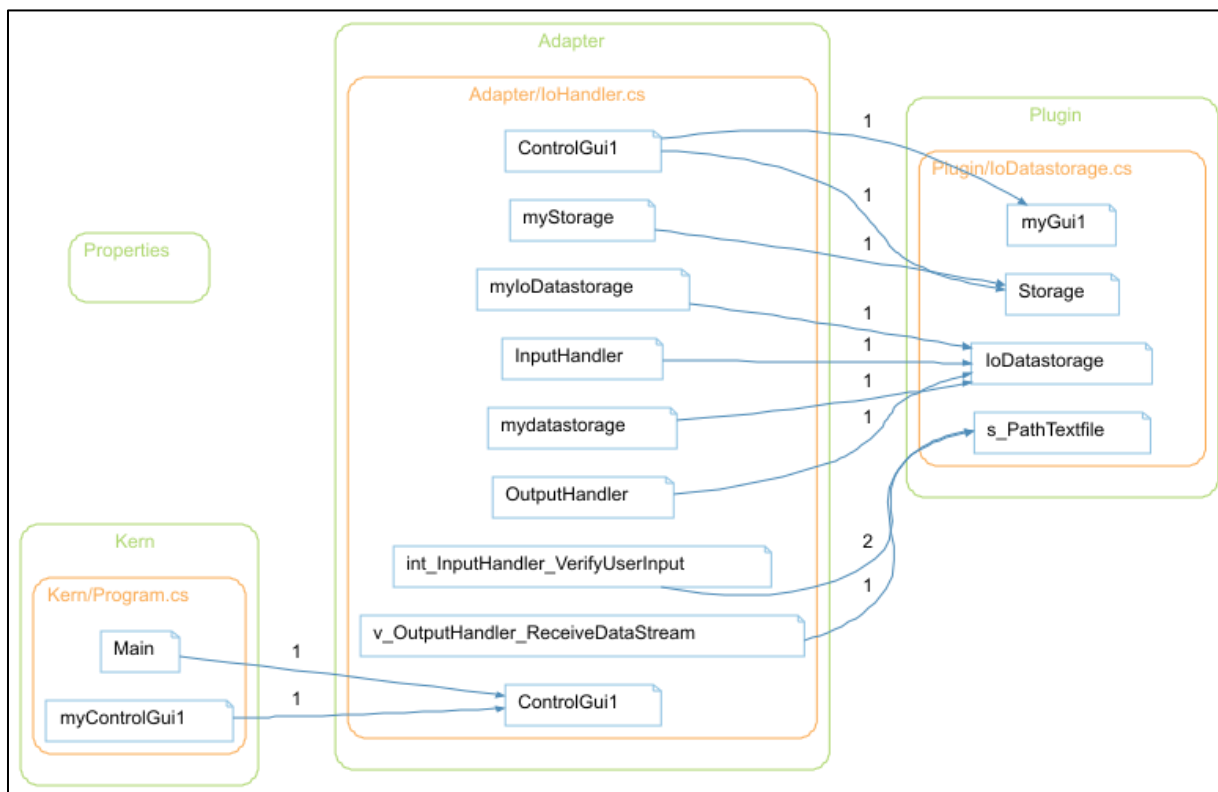 Adapter
Adapter/IoHandler.cs
ControlGui1
myStorage
myIoDatastorage
InputHandler
mydatastorage
OutputHandler
int_InputHandler_VerifyUserInput
v_OutputHandler_ReceiveDataStream
ControlGui1
Properties
Kern
Kern/Program.cs
Main
myControlGui1
1
1
1
1
1
1
1
1
1
2
1
Plugin
Plugin/IoDatastorage.cs
myGui1
Storage
IoDatastorage
s_PathTextfile